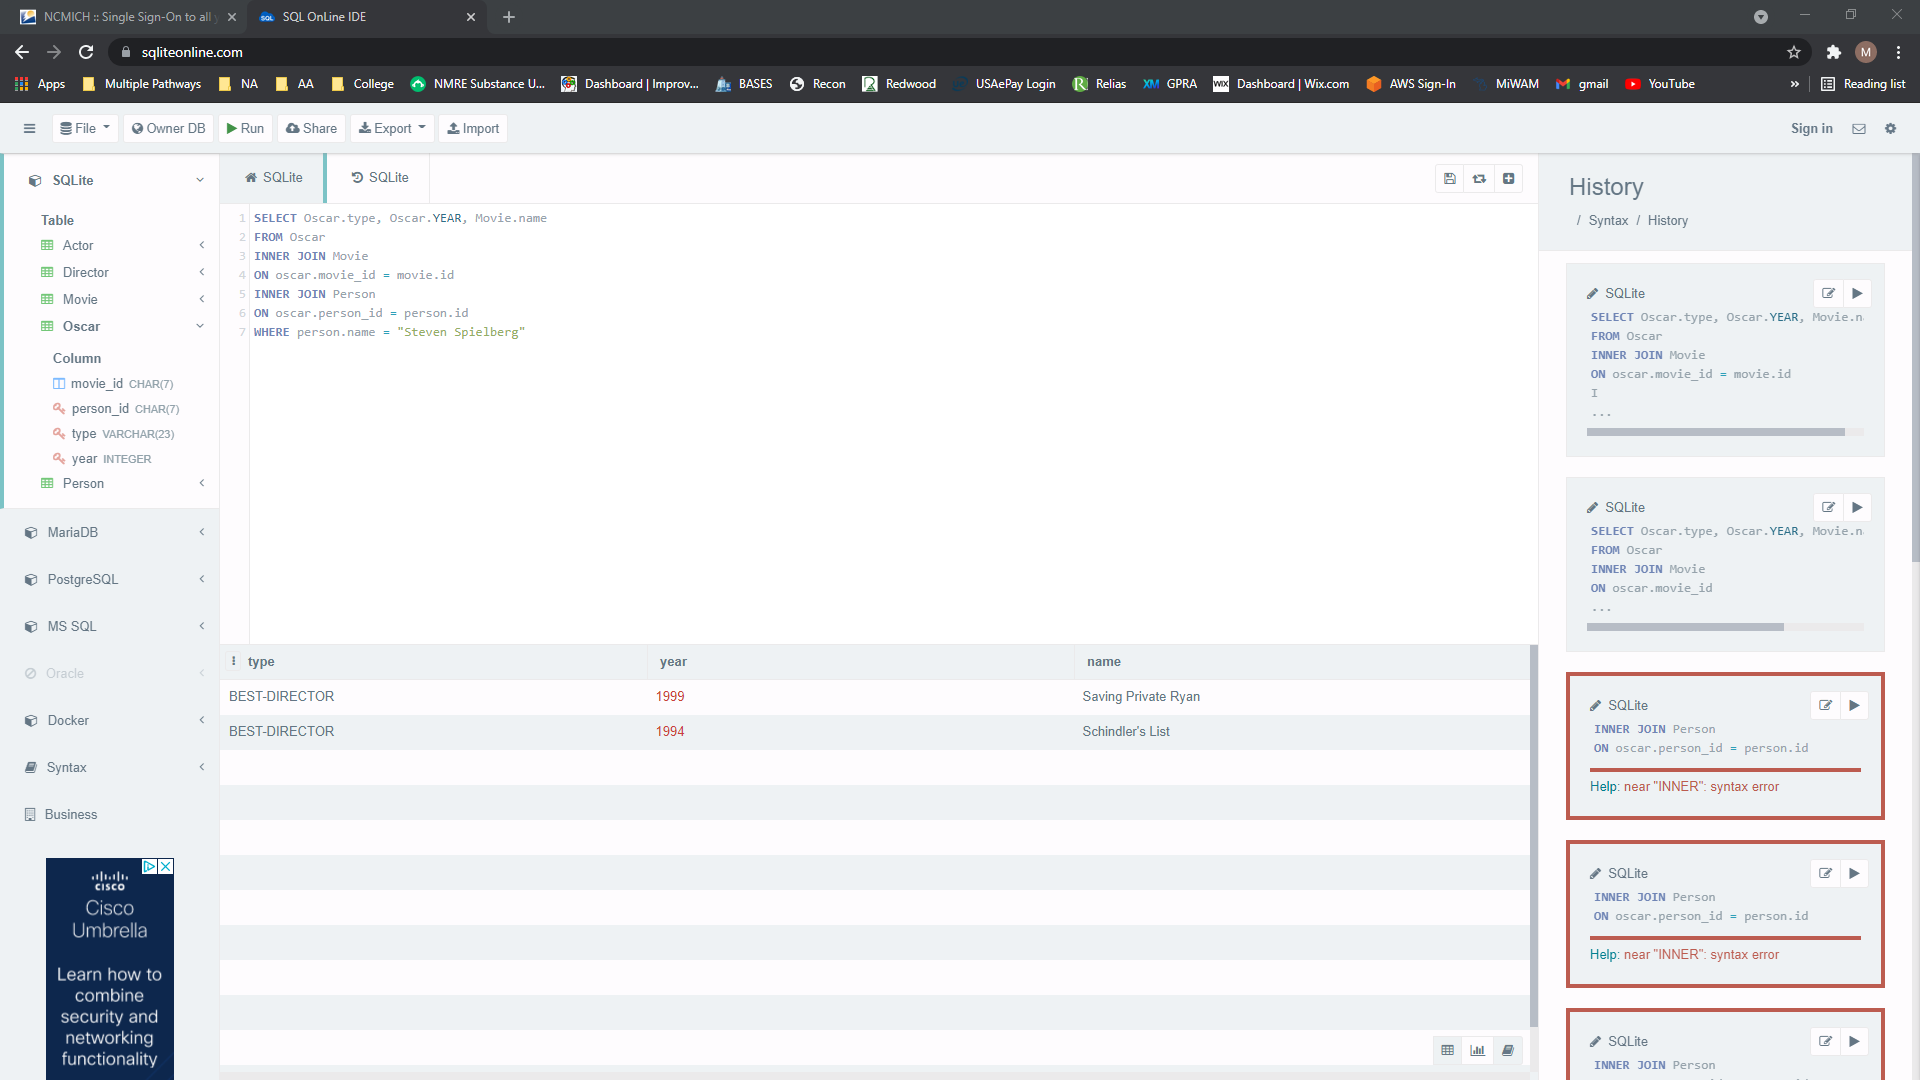 NCMICH :: Single Sign-On to all
SQL OnLine IDE
sqliteonline.com
M
Apps
Multiple Pathways
NA
AA
College
NMRE Substance U...
Dashboard | Improv...
BASES
Recon
Redwood
USAePay Login
Relias
XM GPRA
WIX Dashboard | Wix.com
AWS Sign-In
MiWAM
gmail
YouTube
»
Reading list
File
Owner DB
Run
Share
Export
Import
Sign in
SQLite
Table
Actor
Director
Movie
Oscar
Column
movie_id CHAR(7)
person_id CHAR(7)
type VARCHAR(23)
year INTEGER
Person
MariaDB
PostgreSQL
MS SQL
Oracle
Docker
Syntax
Business
cisco
Cisco
Umbrella
Learn how to
combine
security and
networking
functionality
SQLite
SQLite
1 SELECT Oscar.type, Oscar.YEAR, Movie.name
2 FROM Oscar
3 INNER JOIN Movie
4 ON oscar.movie_id = movie.id
5 INNER JOIN Person
6 ON oscar.person_id = person.id
7 WHERE person.name = "Steven Spielberg"
type year name
BEST-DIRECTOR 1999 Saving Private Ryan
BEST-DIRECTOR 1994 Schindler's List
History
/ Syntax / History
SQLite
SELECT Oscar.type, Oscar.YEAR, Movie.n
FROM Oscar
INNER JOIN Movie
ON oscar.movie_id = movie.id
I
...
SQLite
SELECT Oscar.type, Oscar.YEAR, Movie.n
FROM Oscar
INNER JOIN Movie
ON oscar.movie_id
...
SQLite
INNER JOIN Person
ON oscar.person_id = person.id
Help: near "INNER": syntax error
SQLite
INNER JOIN Person
ON oscar.person_id = person.id
Help: near "INNER": syntax error
SQLite
INNER JOIN Person